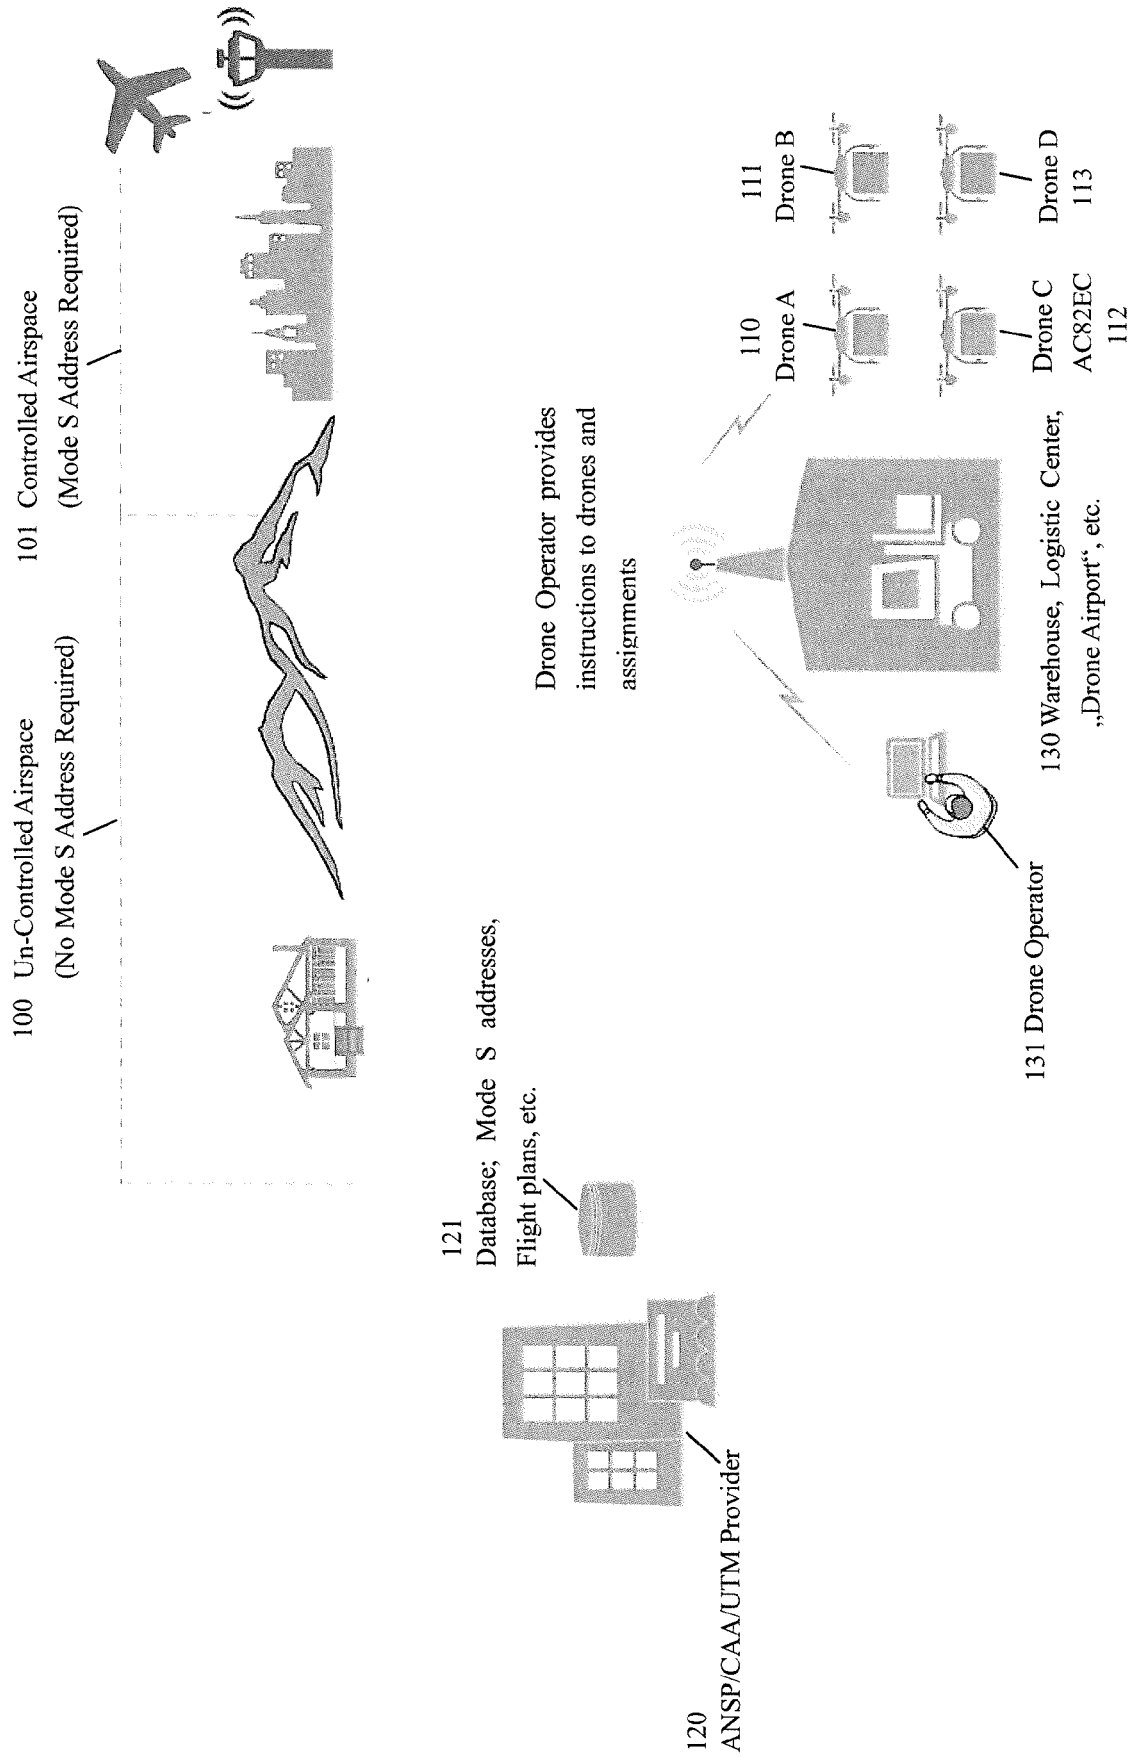 100 Un-Controlled Airspace
(No Mode S Address Required)
101 Controlled Airspace
(Mode S Address Required)
121
Database; Mode S addresses,
Flight plans, etc.
120
ANSP/CAA/UTM Provider
Drone Operator provides
instructions to drones and
assignments
110
Drone A
111
Drone B
Drone C
AC82EC
112
Drone D
113
130 Warehouse, Logistic Center,
„Drone Airport“, etc.
131 Drone Operator